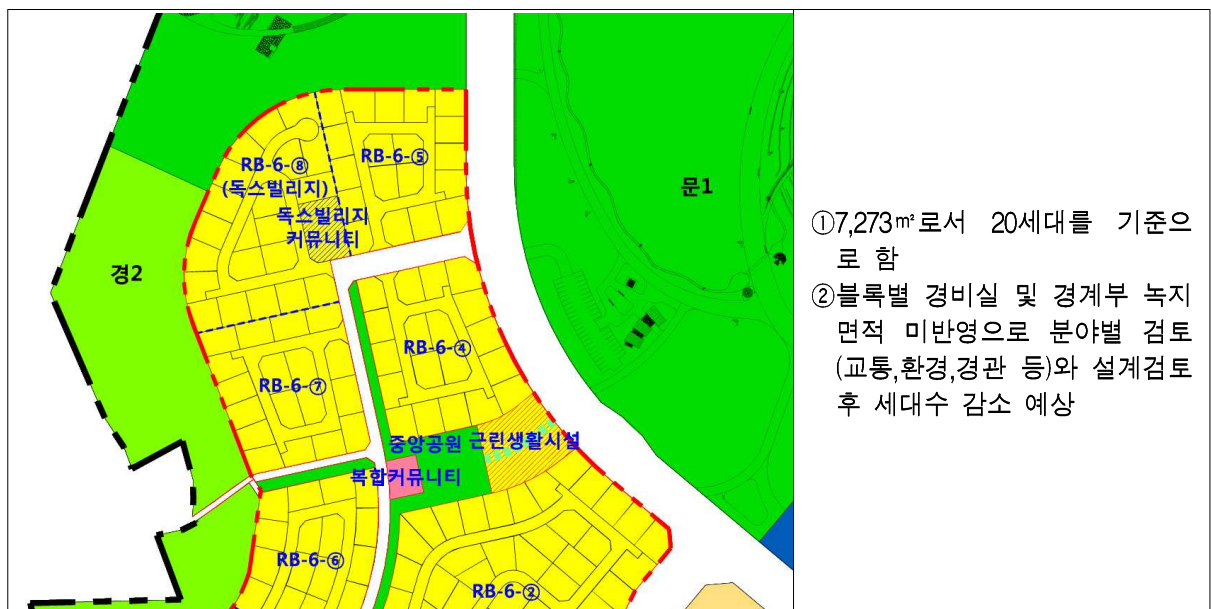 RB-6-⑧
(독스빌리지)
RB-6-⑤
독스빌리지
커뮤니티
문1
경2
RB-6-④
RB-6-⑦
중앙공원
근린생활시설
복합커뮤니티
RB-6-⑥
RB-6-②
①7,273㎡로서 20세대를 기준으
로 함
②블록별 경비실 및 경계부 녹지
면적 미반영으로 분야별 검토
(교통,환경,경관 등)와 설계검토
후 세대수 감소 예상